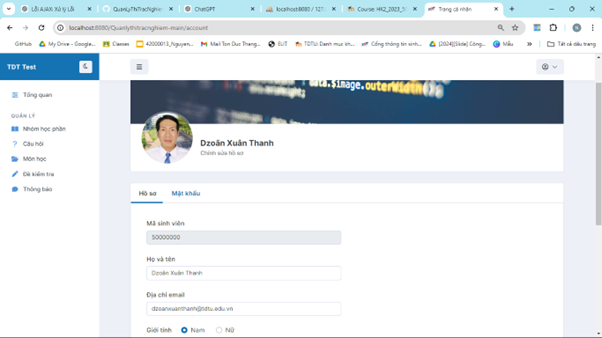 Lỗi AJAX Xử lý Lỗi
QuanlyThiTracNghiem
ChatGPT
localhost:8080 / 127
Course: HK2_2023_
Trang cá nhân
localhost:8080/Quanlythitracnghiem-main/account
GitHub
My Drive – Google...
Classes
42000013_Nguyen...
Mail Ton Duc Thang...
ELIT
TDTU: Danh mục kh...
Cổng thông tin sinh...
[2024][Slide] Công...
Mẫu
Tất cả dấu trang
TDT Test
Tổng quan
QUẢN LÝ
Nhóm học phần
Câu hỏi
Môn học
Đề kiểm tra
Thông báo
data.$image.outerWidth(
Dzoãn Xuân Thanh
Chỉnh sửa hồ sơ
Hồ sơ
Mật khẩu
Mã sinh viên
50000000
Họ và tên
Dzoãn Xuân Thanh
Địa chỉ email
dzoanxuanthanh@tdtu.edu.vn
Giới tính Nam Nữ